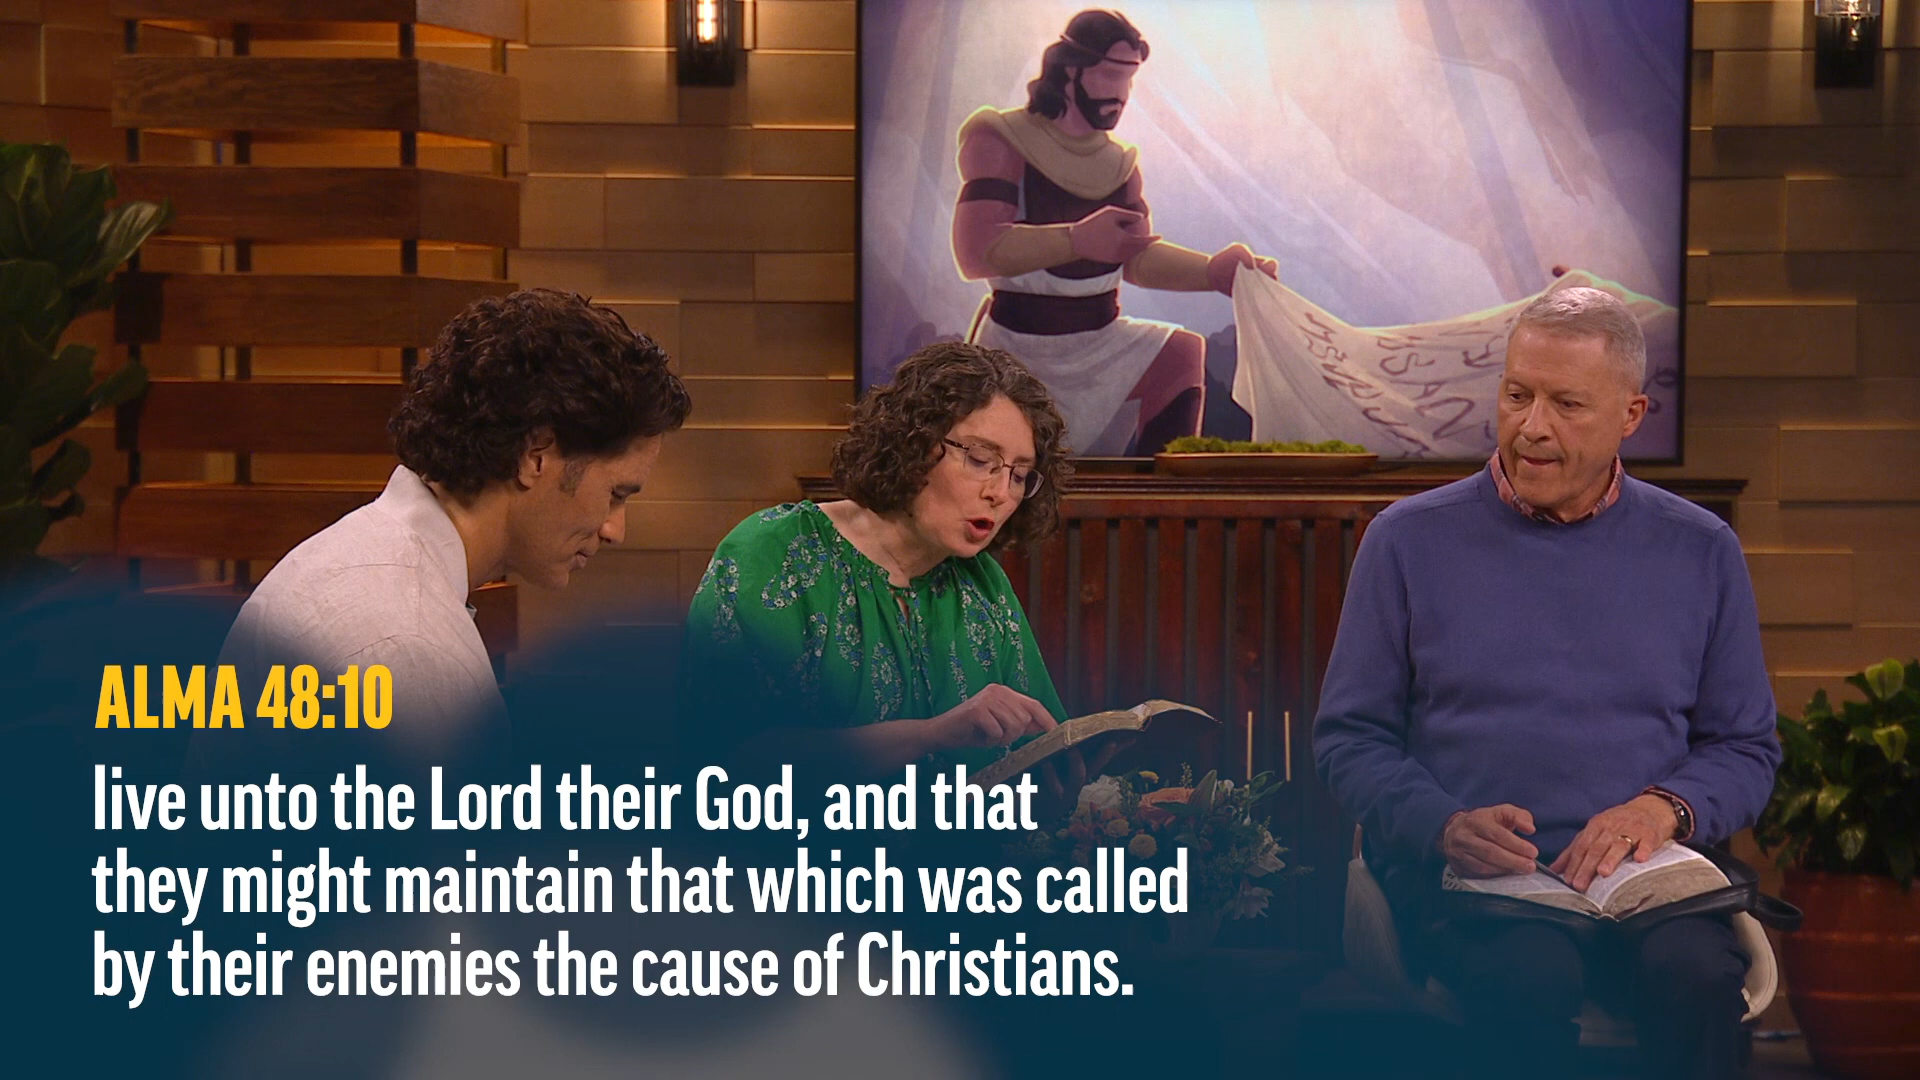 ALMA 48:10
live unto the Lord their God, and that
they might maintain that which was called
by their enemies the cause of Christians.